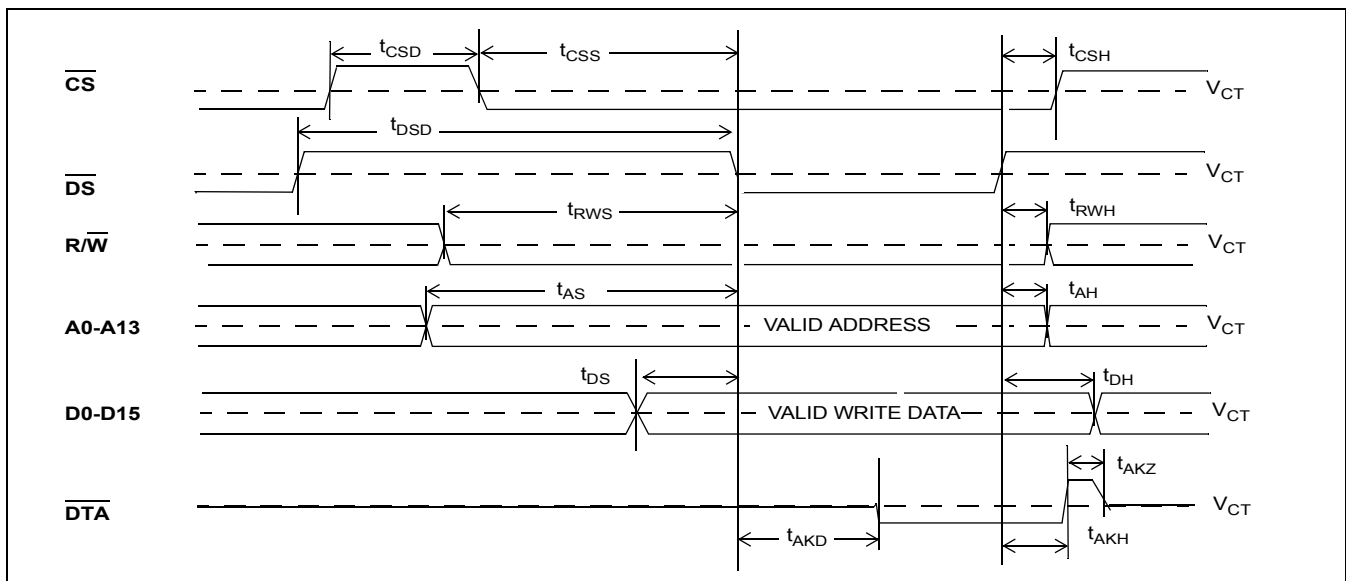 tCSD tCSS tCSH
CS VCT
tDSD
DS VCT
tRWS tRWH
R/W VCT
tAS tAH
A0-A13 VALID ADDRESS VCT
tDS tDH
D0-D15 VALID WRITE DATA VCT
tAKZ
DTA VCT
tAKD tAKH